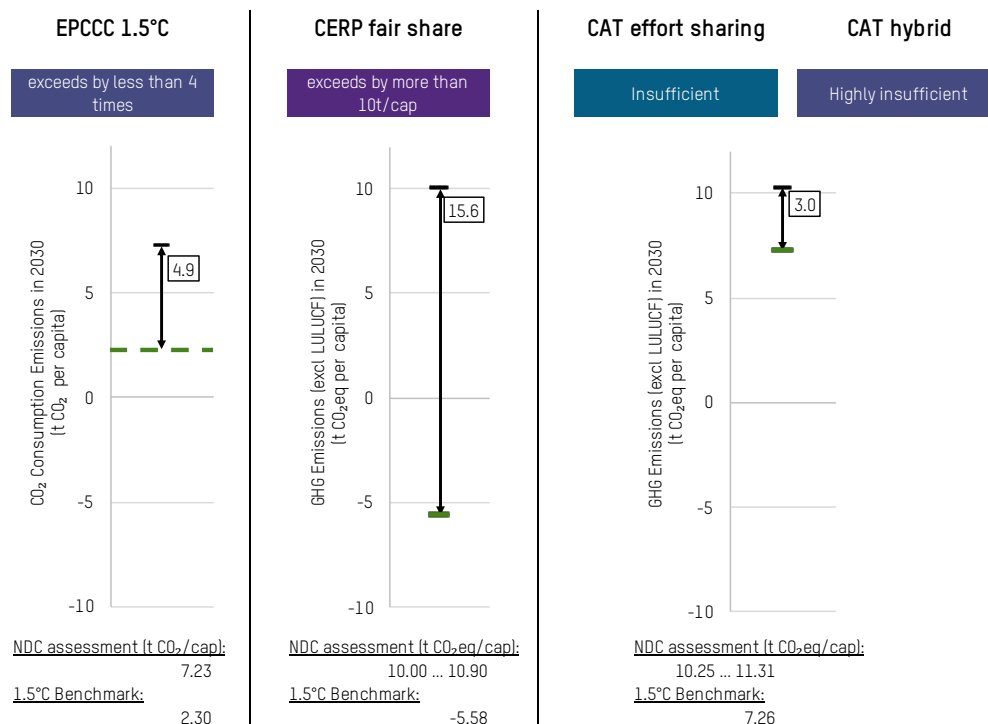 EPCCC 1.5°C
exceeds by less than 4
times
CO₂ Consumption Emissions in 2030
(t CO₂ per capita)
10
5
0
-5
-10
4.9
NDC assessment (t CO₂/cap):
7.23
1.5°C Benchmark:
2.30
CERP fair share
exceeds by more than
10t/cap
GHG Emissions (excl LULUCF) in 2030
(t CO₂eq per capita)
10
5
0
-5
-10
15.6
NDC assessment (t CO₂eq/cap):
10.00 ... 10.90
1.5°C Benchmark:
-5.58
CAT effort sharing
Insufficient
CAT hybrid
Highly insufficient
GHG Emissions (excl LULUCF) in 2030
(t CO₂eq per capita)
10
5
0
-5
-10
3.0
NDC assessment (t CO₂eq/cap):
10.25 ... 11.31
1.5°C Benchmark:
7.26